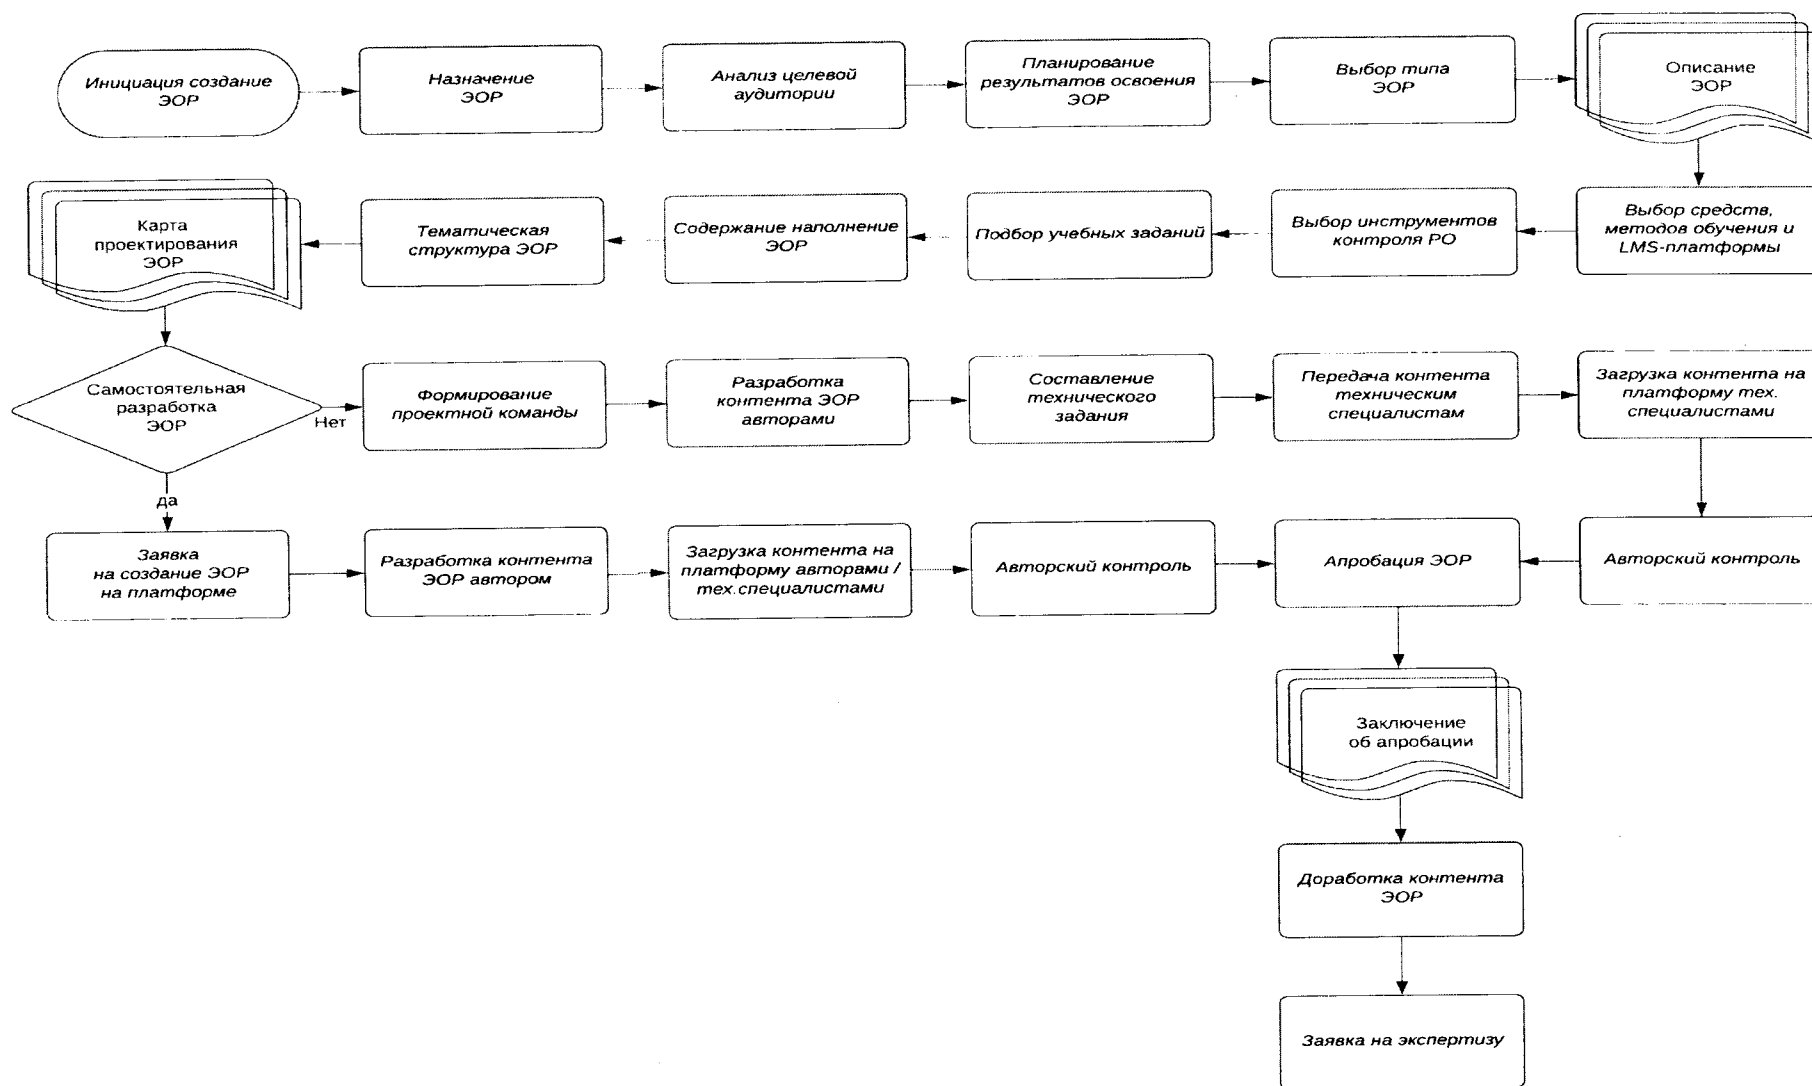 Инициация создание
ЭОР
Назначение
ЭОР
Анализ целевой
аудитории
Планирование
результатов освоения
ЭОР
Выбор типа
ЭОР
Описание
ЭОР
Карта
проектирования
ЭОР
Тематическая
структура ЭОР
Содержание наполнение
ЭОР
Подбор учебных заданий
Выбор инструментов
контроля РО
Выбор средств,
методов обучения и
LMS-платформы
Самостоятельная
разработка
ЭОР
Нет
Формирование
проектной команды
Разработка
контента ЭОР
авторами
Составление
технического
задания
Передача контента
техническим
специалистам
Загрузка контента на
платформу тех.
специалистами
да
Заявка
на создание ЭОР
на платформе
Разработка контента
ЭОР автором
Загрузка контента на
платформу авторами /
тех.специалистами
Авторский контроль
Апробация ЭОР
Авторский контроль
Заключение
об апробации
Доработка контента
ЭОР
Заявка на экспертизу